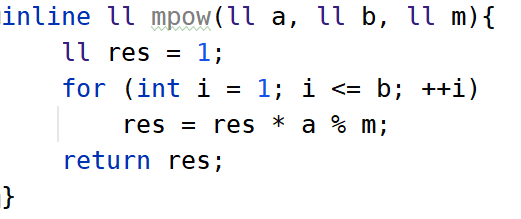 inline ll mpow(ll a, ll b, ll m){
    ll res = 1;
    for (int i = 1; i <= b; ++i)
        res = res * a % m;
    return res;
}